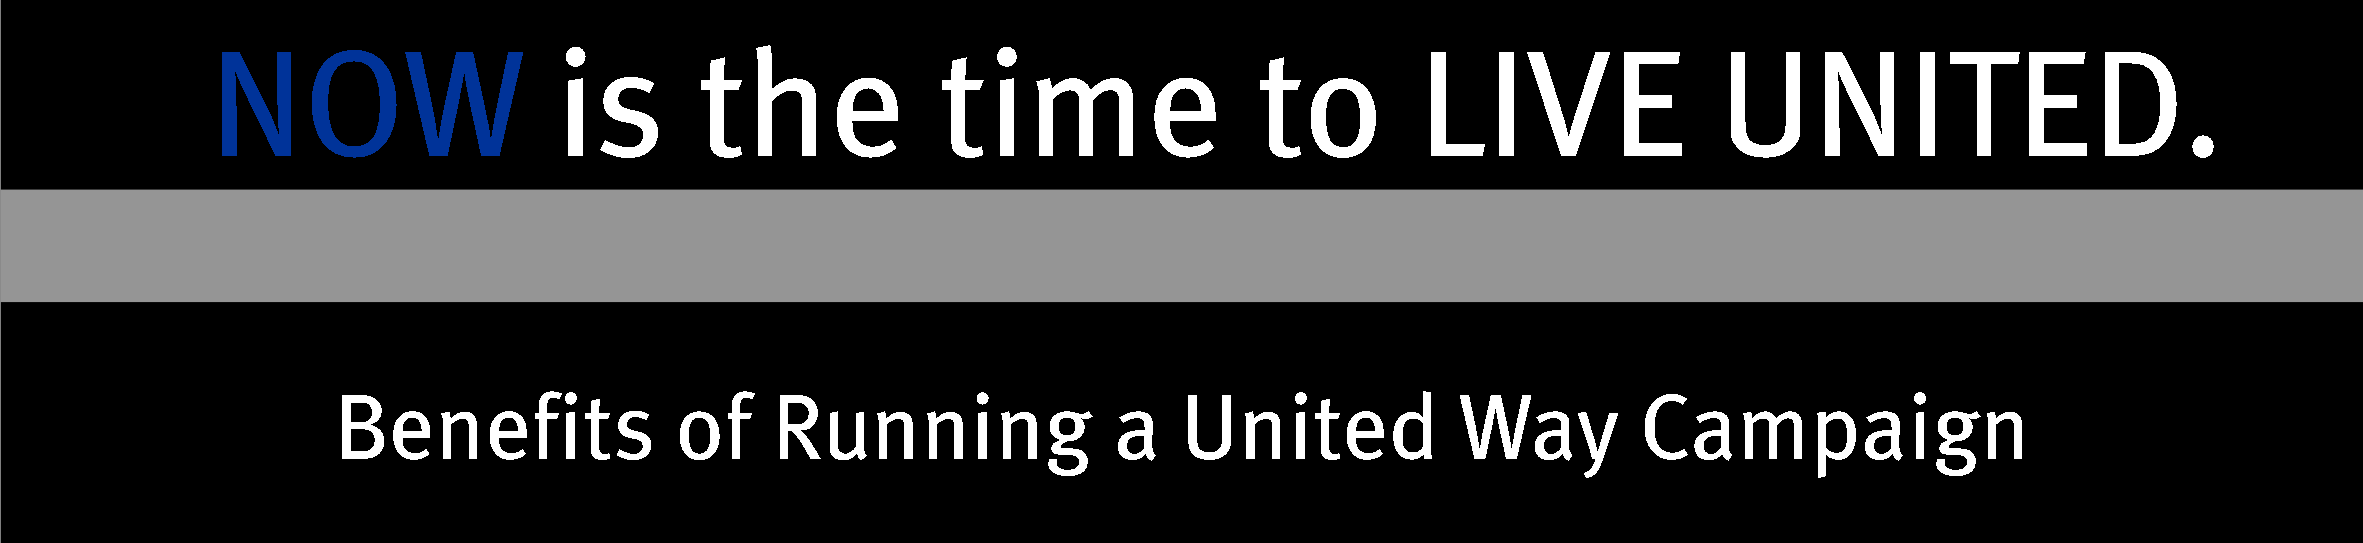 NOW is the time to LIVE UNITED.
Benefits of Running a United Way Campaign